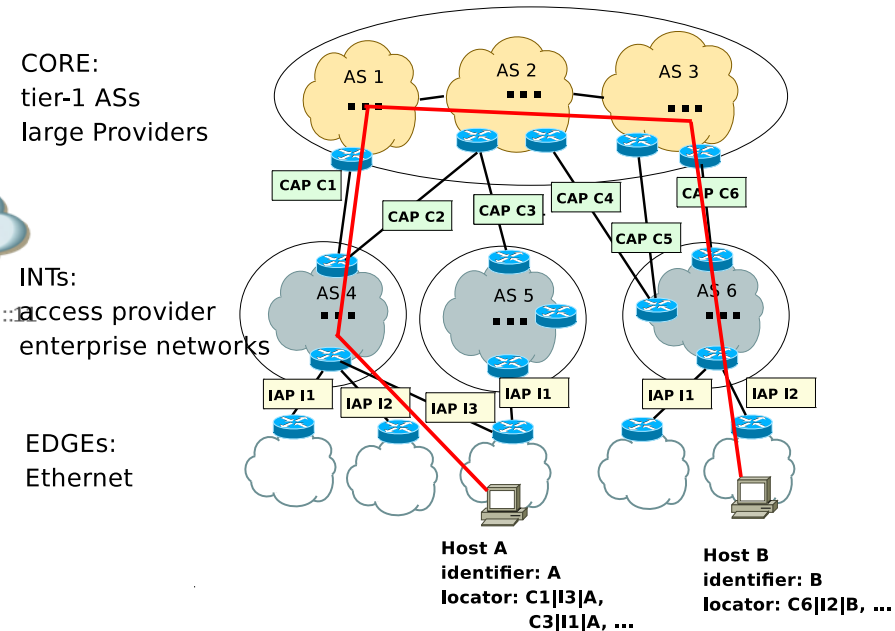 CORE:
tier-1 ASs
large Providers
AS 1
AS 2
AS 3
CAP C1
CAP C2
CAP C3
CAP C4
CAP C5
CAP C6
INTs:
access provider
enterprise networks
AS 4
AS 5
AS 6
IAP I1
IAP I2
IAP I3
IAP I1
IAP I1
IAP I2
EDGEs:
Ethernet
Host A
identifier: A
locator: C1|I3|A,
C3|I1|A, ...
Host B
identifier: B
locator: C6|I2|B, ...